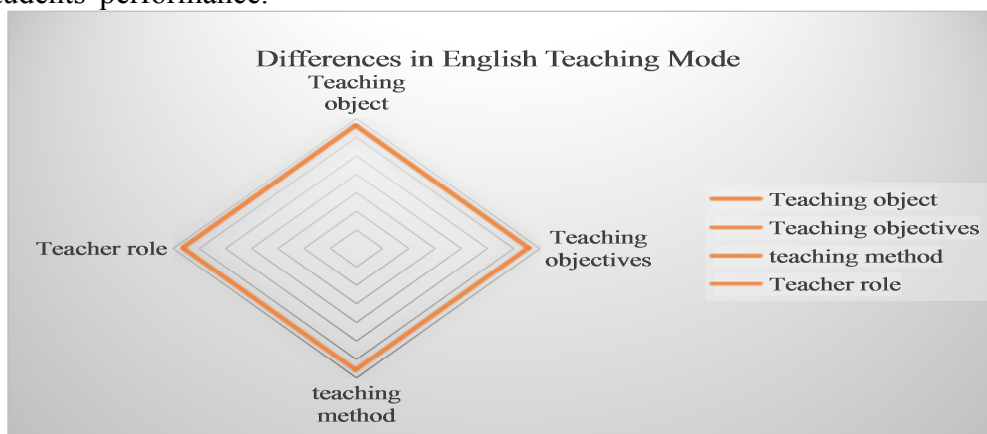 performance.
Differences in English Teaching Mode
Teaching
object
Teacher role
Teaching
objectives
teaching
method
Teaching object
Teaching objectives
teaching method
Teacher role